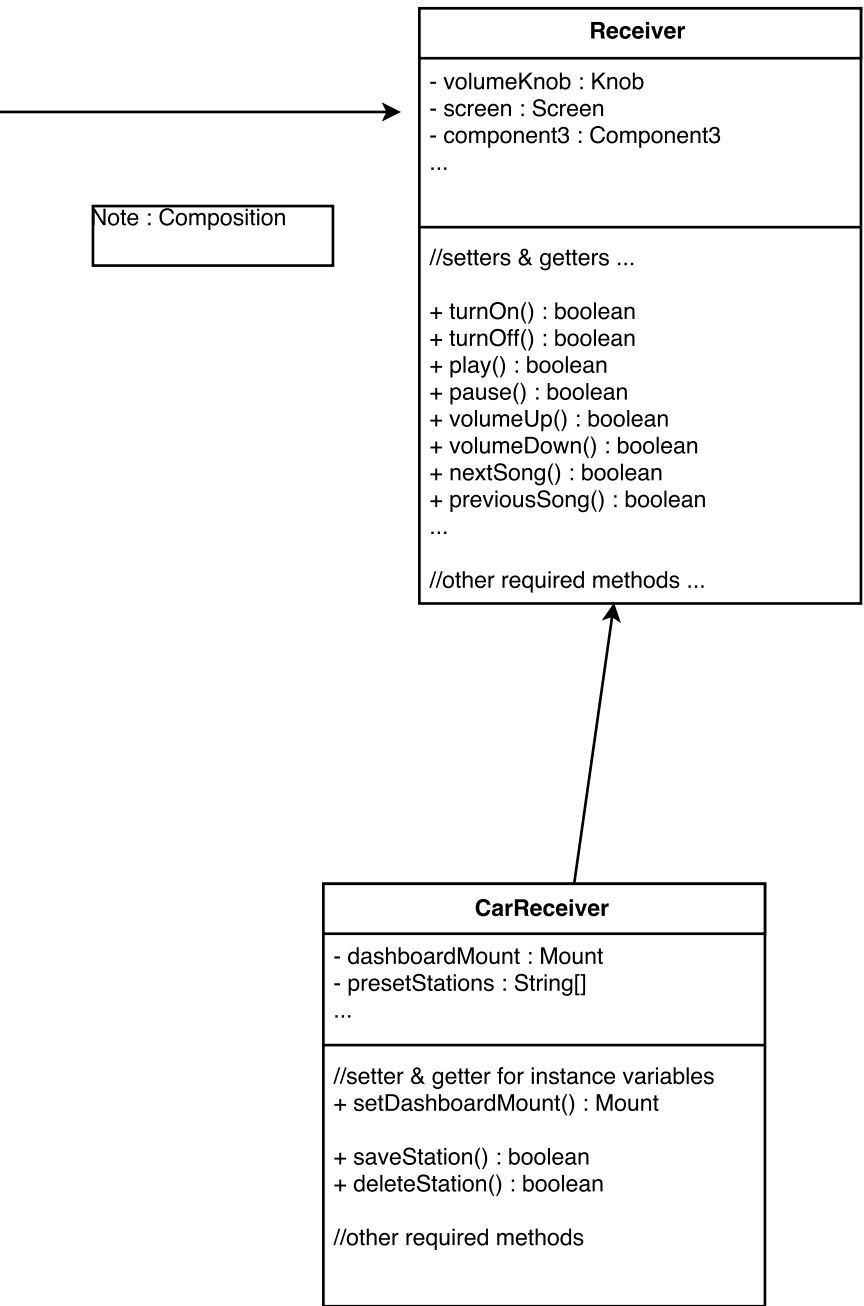 Receiver
- volumeKnob : Knob
- screen : Screen
- component3 : Component3
...
Note : Composition
//setters & getters ...
+ turnOn() : boolean
+ turnOff() : boolean
+ play() : boolean
+ pause() : boolean
+ volumeUp() : boolean
+ volumeDown() : boolean
+ nextSong() : boolean
+ previousSong() : boolean
...
//other required methods ...
CarReceiver
- dashboardMount : Mount
- presetStations : String[]
...
//setter & getter for instance variables
+ setDashboardMount() : Mount
+ saveStation() : boolean
+ deleteStation() : boolean
//other required methods